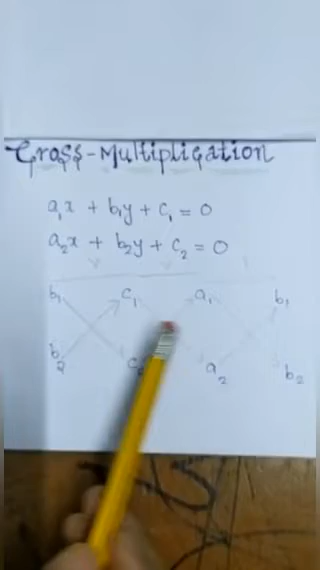 Cross-Multiplication
a₁x + b₁y + c₁ = 0
a₂x + b₂y + c₂ = 0
b₁ c₁ a₁ b₁
b₂ c₂ a₂ b₂